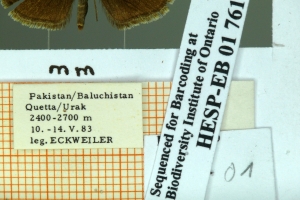 mm
Pakistan/Baluchistan
Quetta/Urak
2400-2700 m
10. -14. V. 83
leg. ECKWEILER
Sequenced for Barcoding at
Biodiversity Institute of Ontario
HESP-EB 01 761
01